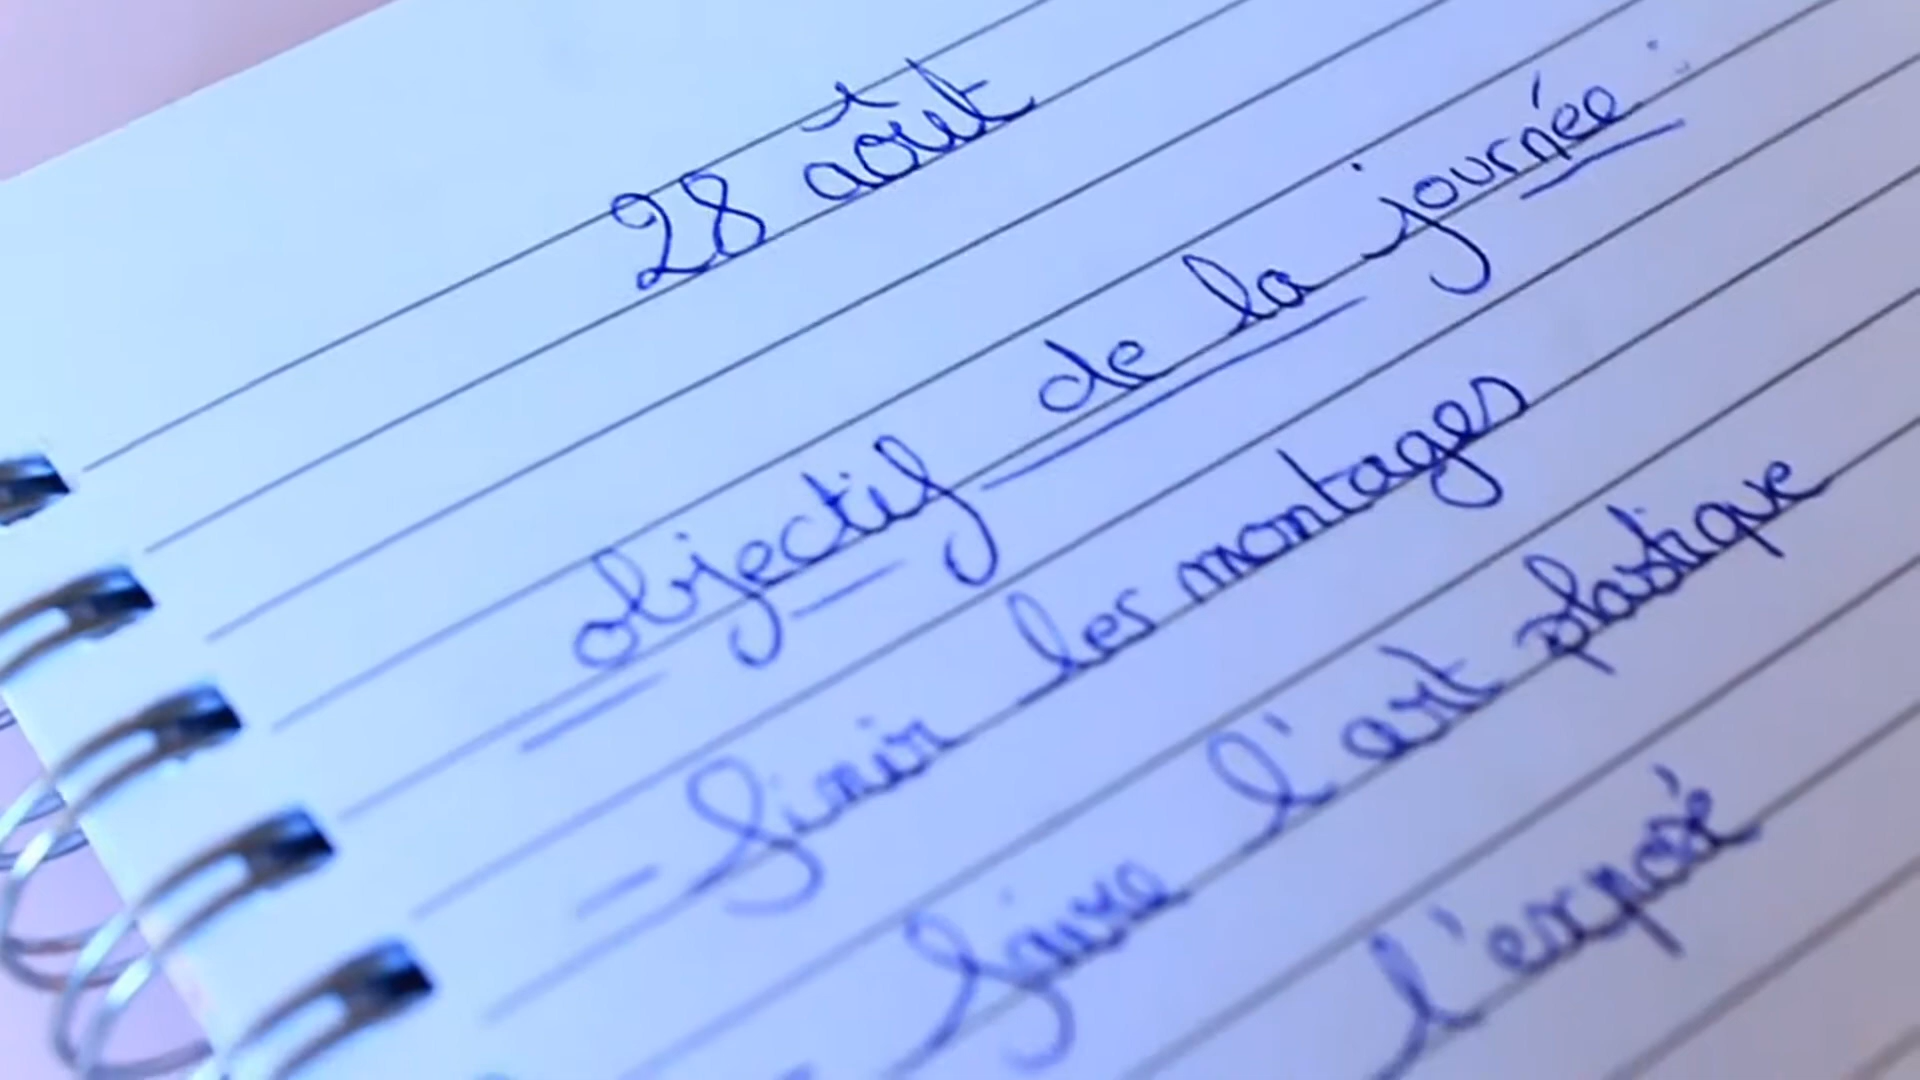 28 août
objectif de la journée :
- finir les montages
- faire l'art plastique
l'exposé